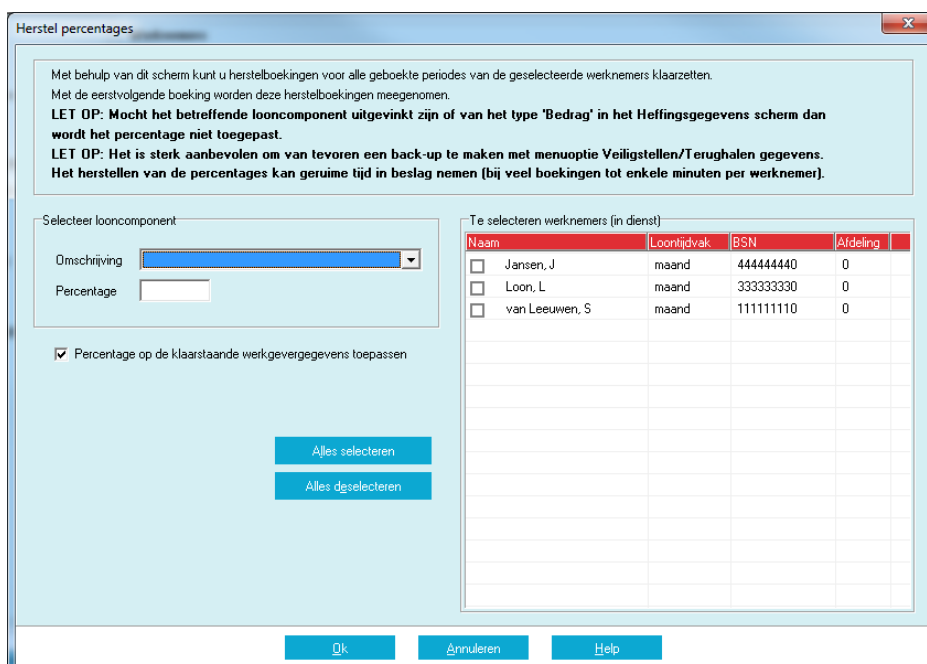 Herstel percentages
Met behulp van dit scherm kunt u herstelboekingen voor alle geboekte periodes van de geselecteerde werknemers klaarzetten.
Met de eerstvolgende boeking worden deze herstelboekingen meegenomen.
LET OP: Mocht het betreffende looncomponent uitgevinkt zijn of van het type 'Bedrag' in het Heffingsgegevens scherm dan
wordt het percentage niet toegepast.
LET OP: Het is sterk aanbevolen om van tevoren een back-up te maken met menuoptie Veiligstellen/Terughalen gegevens.
Het herstellen van de percentages kan geruime tijd in beslag nemen (bij veel boekingen tot enkele minuten per werknemer).
Selecteer looncomponent
Omschrijving
Percentage
Percentage op de klaarstaande werkgevergegevens toepassen
Alles selecteren
Alles deselecteren
Te selecteren werknemers (in dienst)
Naam Loontijdvak BSN Afdeling
Jansen, J maand 444444440 0
Loon, L maand 333333330 0
van Leeuwen, S maand 111111110 0
Ok Annuleren Help